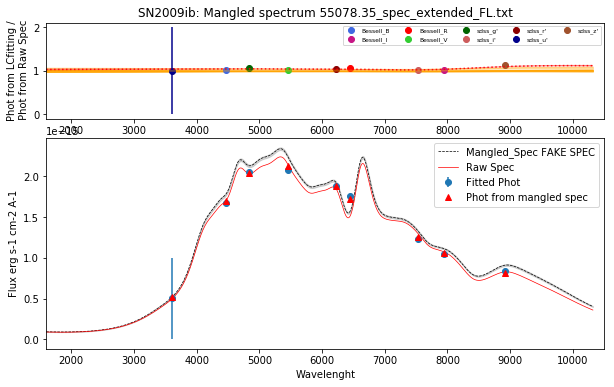 SN2009ib: Mangled spectrum 55078.35_spec_extended_FL.txt
Phot from LCfitting /
Phot from Raw Spec
2
1
0
Bessell_B Bessell_R sdss_g' sdss_r' sdss_z'
Bessell_I Bessell_V sdss_i' sdss_u'
2000 3000 4000 5000 6000 7000 8000 9000 10000
1e−15
Flux erg s-1 cm-2 A-1
2.0
1.5
1.0
0.5
0.0
Mangled_Spec FAKE SPEC
Raw Spec
Fitted Phot
Phot from mangled spec
2000 3000 4000 5000 6000 7000 8000 9000 10000
Wavelenght